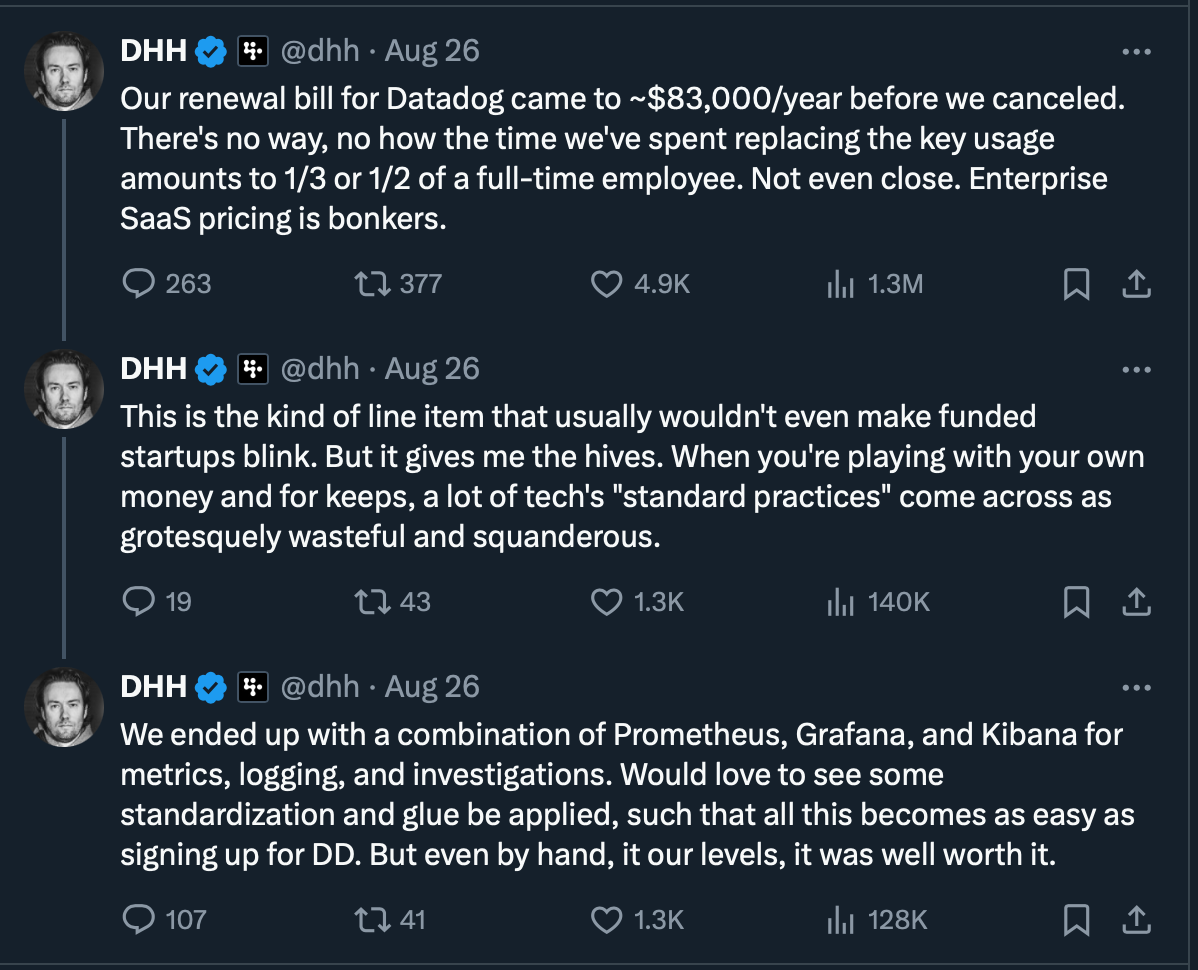 DHH @dhh · Aug 26
Our renewal bill for Datadog came to ~$83,000/year before we canceled.
There's no way, no how the time we've spent replacing the key usage
amounts to 1/3 or 1/2 of a full-time employee. Not even close. Enterprise
SaaS pricing is bonkers.
263 377 4.9K 1.3M
DHH @dhh · Aug 26
This is the kind of line item that usually wouldn't even make funded
startups blink. But it gives me the hives. When you're playing with your own
money and for keeps, a lot of tech's "standard practices" come across as
grotesquely wasteful and squanderous.
19 43 1.3K 140K
DHH @dhh · Aug 26
We ended up with a combination of Prometheus, Grafana, and Kibana for
metrics, logging, and investigations. Would love to see some
standardization and glue be applied, such that all this becomes as easy as
signing up for DD. But even by hand, it our levels, it was well worth it.
107 41 1.3K 128K